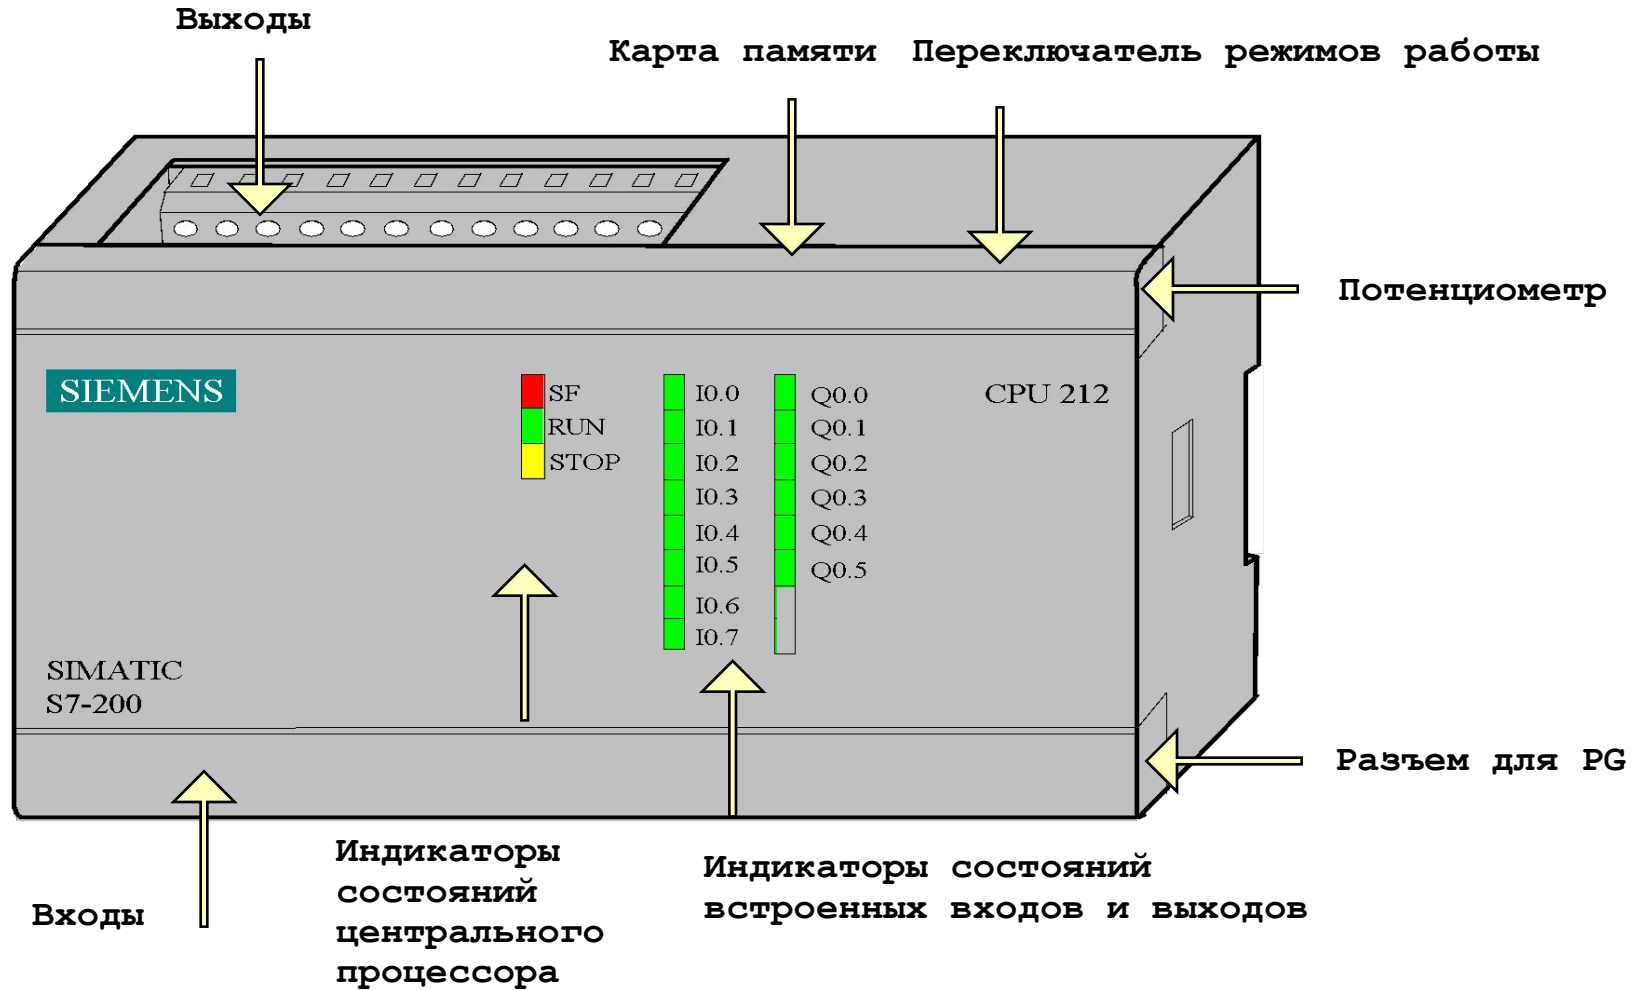 Выходы
Карта памяти
Переключатель режимов работы
Потенциометр
SIEMENS
SF
RUN
STOP
I0.0
I0.1
I0.2
I0.3
I0.4
I0.5
I0.6
I0.7
Q0.0
Q0.1
Q0.2
Q0.3
Q0.4
Q0.5
CPU 212
SIMATIC
S7-200
Разъем для PG
Входы
Индикаторы
состояний
центрального
процессора
Индикаторы состояний
встроенных входов и выходов